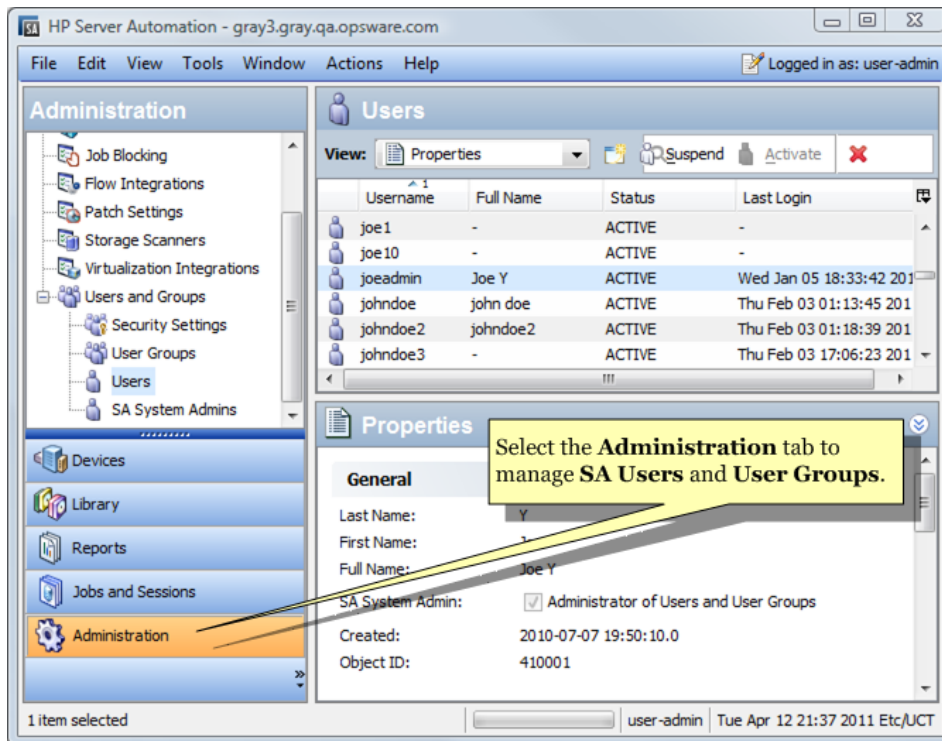 HP Server Automation - gray3.gray.qa.opsware.com
File Edit View Tools Window Actions Help
Logged in as: user-admin
Administration
Job Blocking
Flow Integrations
Patch Settings
Storage Scanners
Virtualization Integrations
Users and Groups
Security Settings
User Groups
Users
SA System Admins
Devices
Library
Reports
Jobs and Sessions
Administration
Users
View: Properties Suspend Activate
Username 1 Full Name Status Last Login
joe1 - ACTIVE -
joe10 - ACTIVE -
joeadmin Joe Y ACTIVE Wed Jan 05 18:33:42 201
johndoe john doe ACTIVE Thu Feb 03 01:13:45 201
johndoe2 johndoe2 ACTIVE Thu Feb 03 01:18:39 201
johndoe3 - ACTIVE Thu Feb 03 17:06:23 201
Properties
Select the Administration tab to
manage SA Users and User Groups.
General
Last Name: Y
First Name:
Full Name: Joe Y
SA System Admin: Administrator of Users and User Groups
Created: 2010-07-07 19:50:10.0
Object ID: 410001
1 item selected
user-admin Tue Apr 12 21:37 2011 Etc/UCT